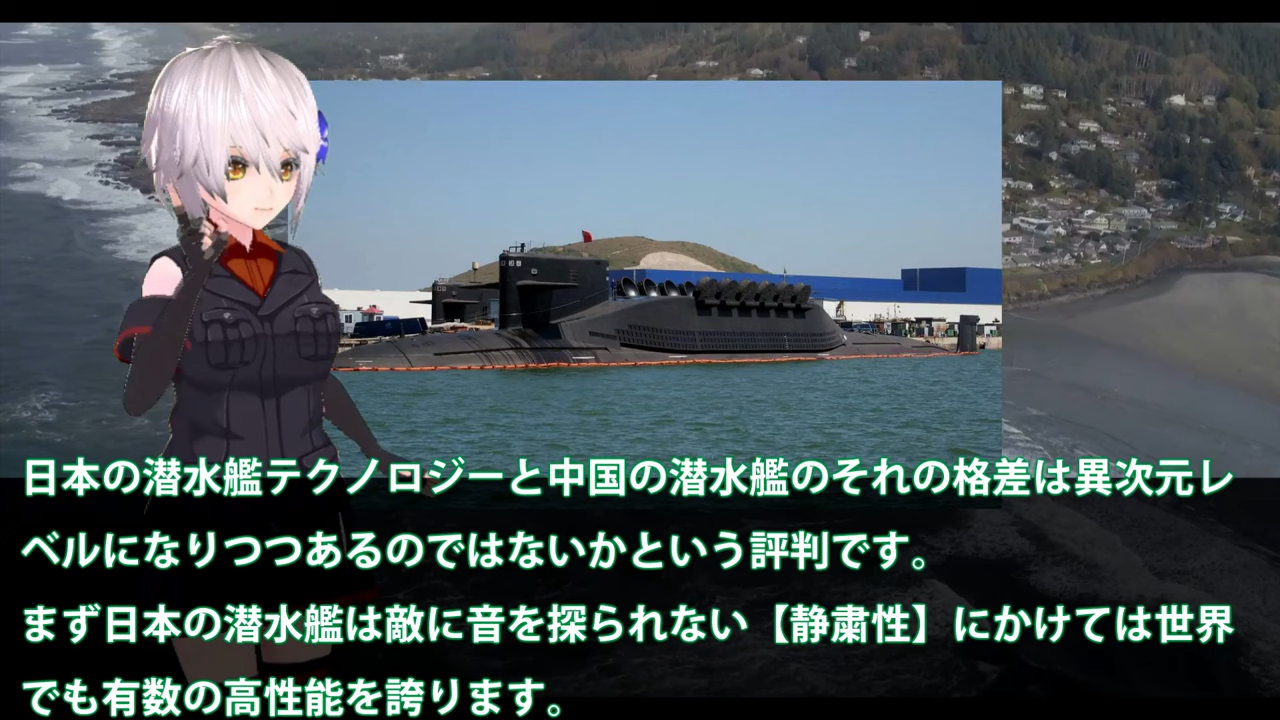 日本の潜水艦テクノロジーと中国の潜水艦のそれの格差は異次元レ
ベルになりつつあるのではないかという評判です。
まず日本の潜水艦は敵に音を探られない【静粛性】にかけては世界
でも有数の高性能を誇ります。